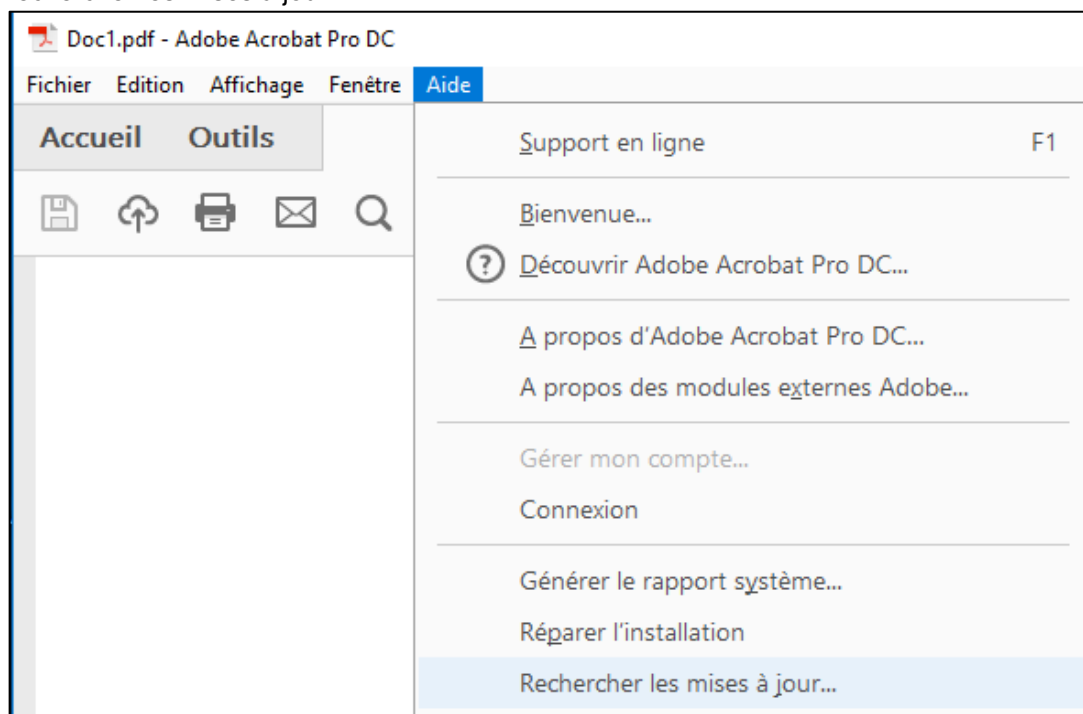 Doc1.pdf - Adobe Acrobat Pro DC
Fichier Edition Affichage Fenêtre Aide
Accueil Outils
Support en ligne F1
Bienvenue...
Découvrir Adobe Acrobat Pro DC...
A propos d'Adobe Acrobat Pro DC...
A propos des modules externes Adobe...
Gérer mon compte...
Connexion
Générer le rapport système...
Réparer l'installation
Rechercher les mises à jour...